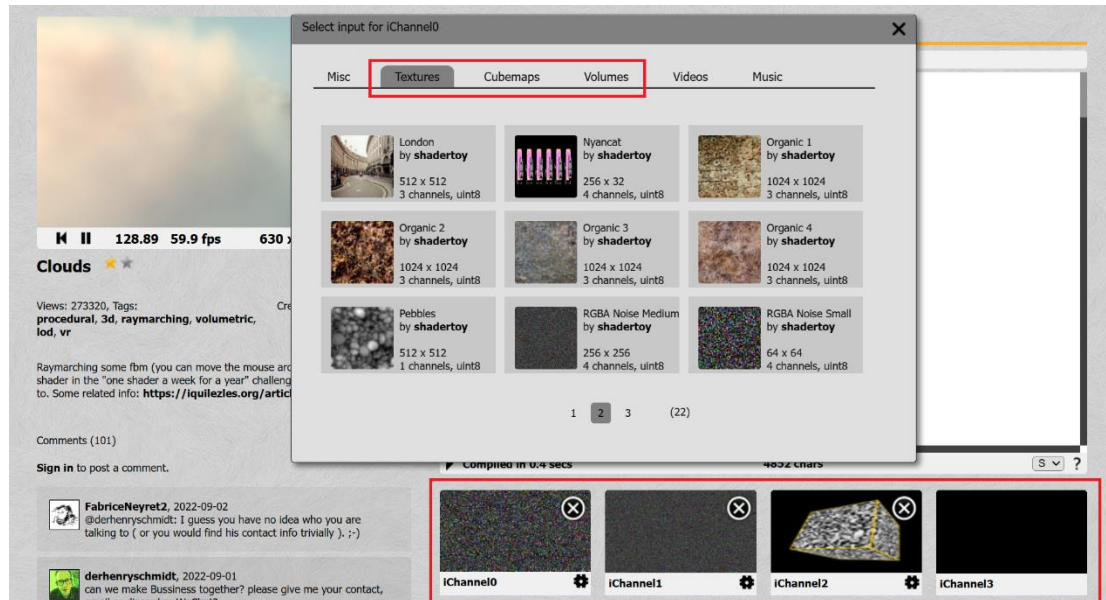 Select input for iChannel0
Misc
Textures
Cubemaps
Volumes
Videos
Music
London
by shadertoy
512 x 512
3 channels, uint8
Nyancat
by shadertoy
256 x 32
4 channels, uint8
Organic 1
by shadertoy
1024 x 1024
3 channels, uint8
Organic 2
by shadertoy
1024 x 1024
3 channels, uint8
Organic 3
by shadertoy
1024 x 1024
3 channels, uint8
Organic 4
by shadertoy
1024 x 1024
3 channels, uint8
Pebbles
by shadertoy
512 x 512
1 channels, uint8
RGBA Noise Medium
by shadertoy
256 x 256
4 channels, uint8
RGBA Noise Small
by shadertoy
64 x 64
4 channels, uint8
1 2 3 (22)
128.89 59.9 fps 630 x
Clouds
Views: 273320, Tags: Cre
procedural, 3d, raymarching, volumetric,
lod, vr
Raymarching some fbm (you can move the mouse arc
shader in the "one shader a week for a year" challeng
to. Some related info: https://iquilezles.org/articl
Comments (101)
Sign in to post a comment.
Compiled in 0.4 secs 4852 chars S ?
FabriceNeyret2, 2022-09-02
@derhenryschmidt: I guess you have no idea who you are
talking to ( or you would find his contact info trivially ). ;-)
derhenryschmidt, 2022-09-01
can we make Bussiness together? please give me your contact,
iChannel0
iChannel1
iChannel2
iChannel3